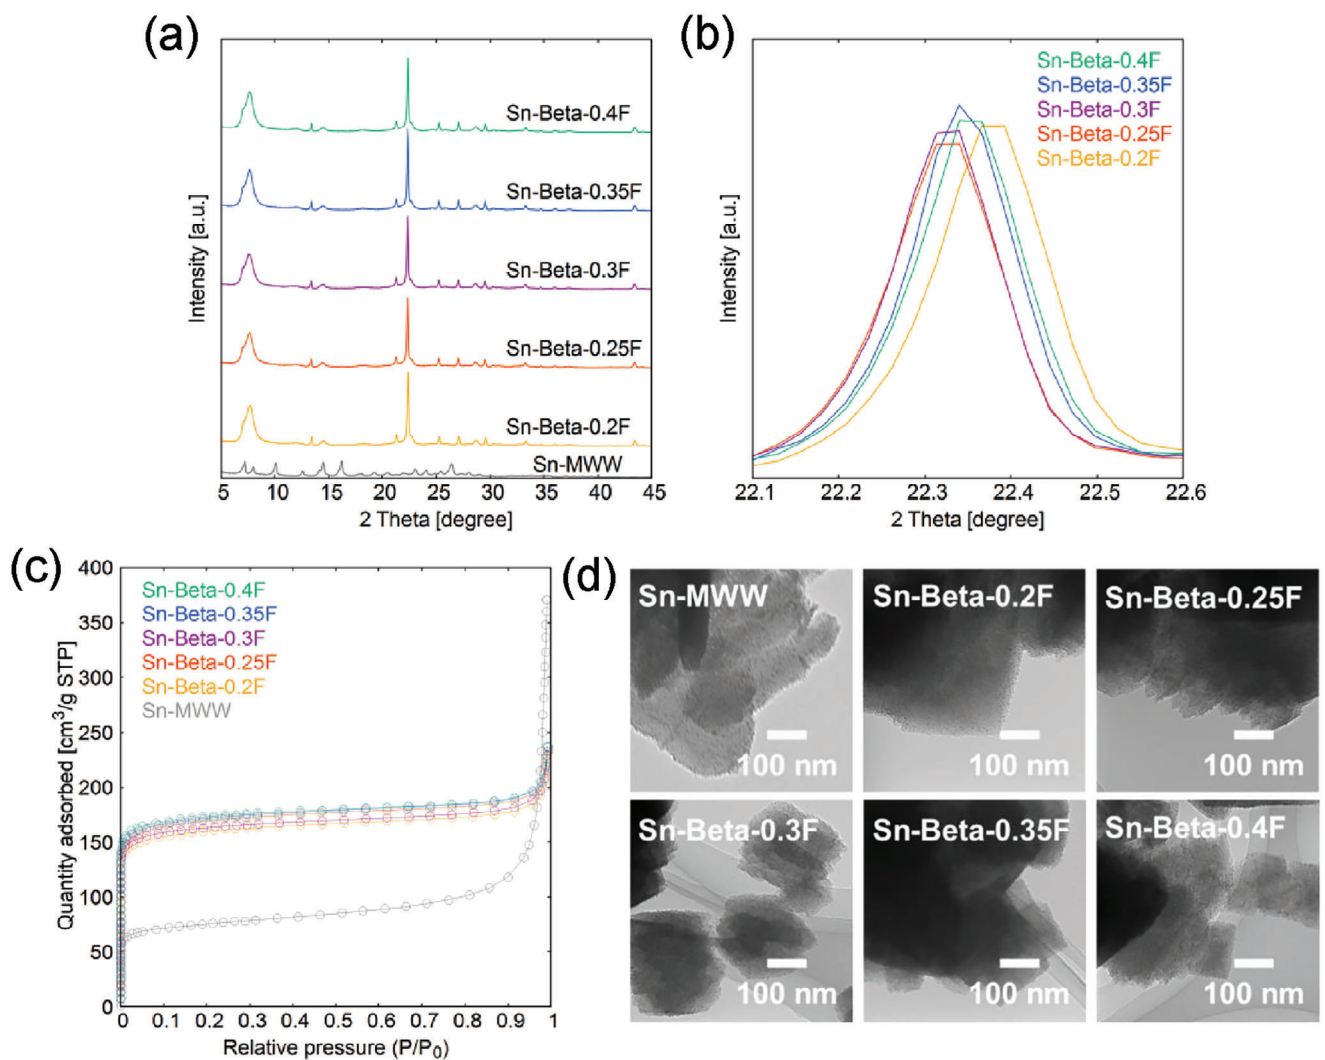 (a)
Sn-Beta-0.4F
Sn-Beta-0.35F
Sn-Beta-0.3F
Sn-Beta-0.25F
Sn-Beta-0.2F
Sn-MWW
Intensity [a.u.]
5 10 15 20 25 30 35 40 45
2 Theta [degree]
(b)
Sn-Beta-0.4F
Sn-Beta-0.35F
Sn-Beta-0.3F
Sn-Beta-0.25F
Sn-Beta-0.2F
Intensity [a.u.]
22.1 22.2 22.3 22.4 22.5 22.6
2 Theta [degree]
(c)
400
350
300
250
200
150
100
50
0
Quantity adsorbed [cm³/g STP]
Sn-Beta-0.4F
Sn-Beta-0.35F
Sn-Beta-0.3F
Sn-Beta-0.25F
Sn-Beta-0.2F
Sn-MWW
0 0.1 0.2 0.3 0.4 0.5 0.6 0.7 0.8 0.9 1
Relative pressure (P/P₀)
(d)
Sn-MWW
100 nm
Sn-Beta-0.2F
100 nm
Sn-Beta-0.25F
100 nm
Sn-Beta-0.3F
100 nm
Sn-Beta-0.35F
100 nm
Sn-Beta-0.4F
100 nm